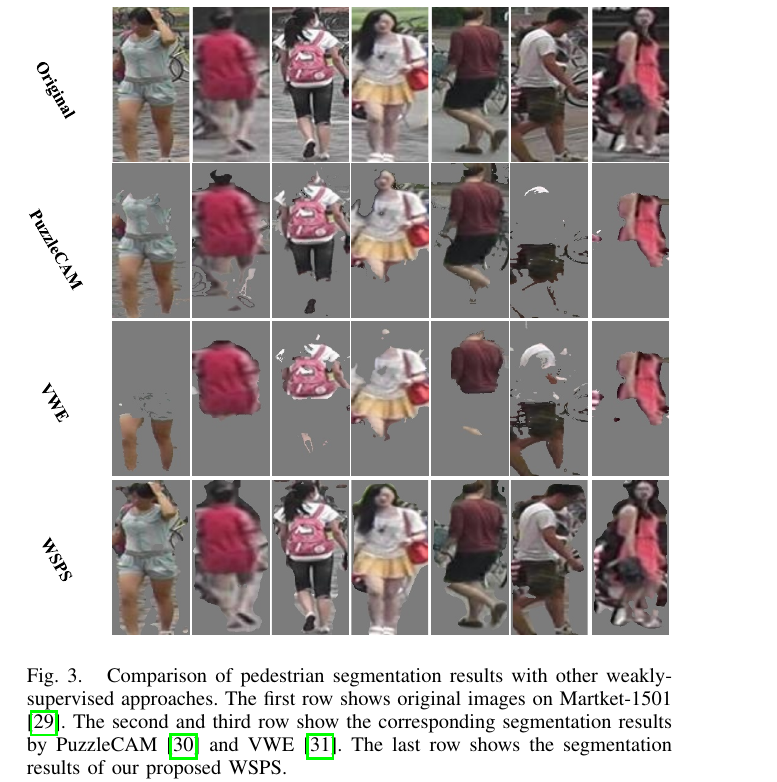 Original
PuzzleCAM
VWE
WSPS
Fig. 3. Comparison of pedestrian segmentation results with other weakly-
supervised approaches. The first row shows original images on Martket-1501
[29]. The second and third row show the corresponding segmentation results
by PuzzleCAM [30] and VWE [31]. The last row shows the segmentation
results of our proposed WSPS.